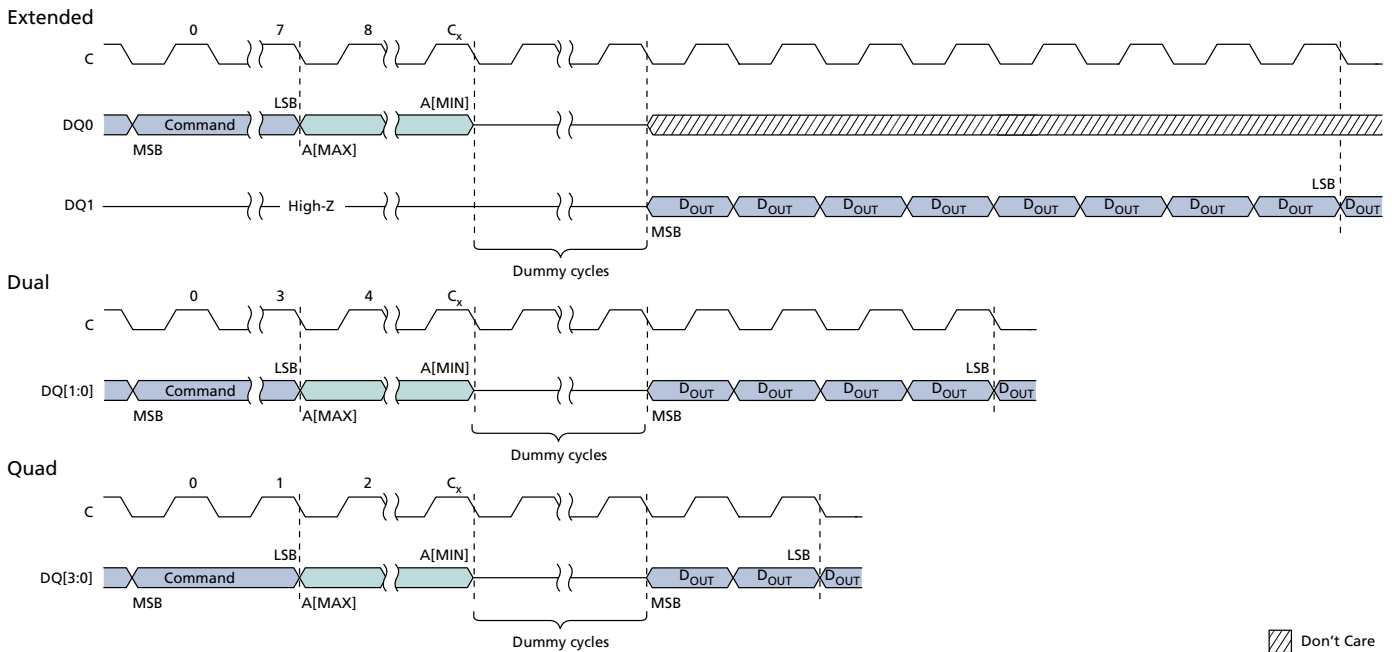 Extended
0 7 8 Cx
C
LSB A[MIN]
DQ0 Command
MSB A[MAX]
LSB
DQ1 High-Z DOUT DOUT DOUT DOUT DOUT DOUT DOUT DOUT DOUT
MSB
Dummy cycles
Dual
0 3 4 Cx
C
LSB A[MIN] LSB
DQ[1:0] Command DOUT DOUT DOUT DOUT DOUT
MSB A[MAX] MSB
Dummy cycles
Quad
0 1 2 Cx
C
LSB A[MIN] LSB
DQ[3:0] Command DOUT DOUT DOUT
MSB A[MAX] MSB
Dummy cycles
Don't Care